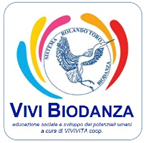 SISTEMA ROLANDO TORO
BIODANZA
VIVI BIODANZA
educazione sociale e sviluppo dei potenziali umani
a cura di VIVIVITA coop.